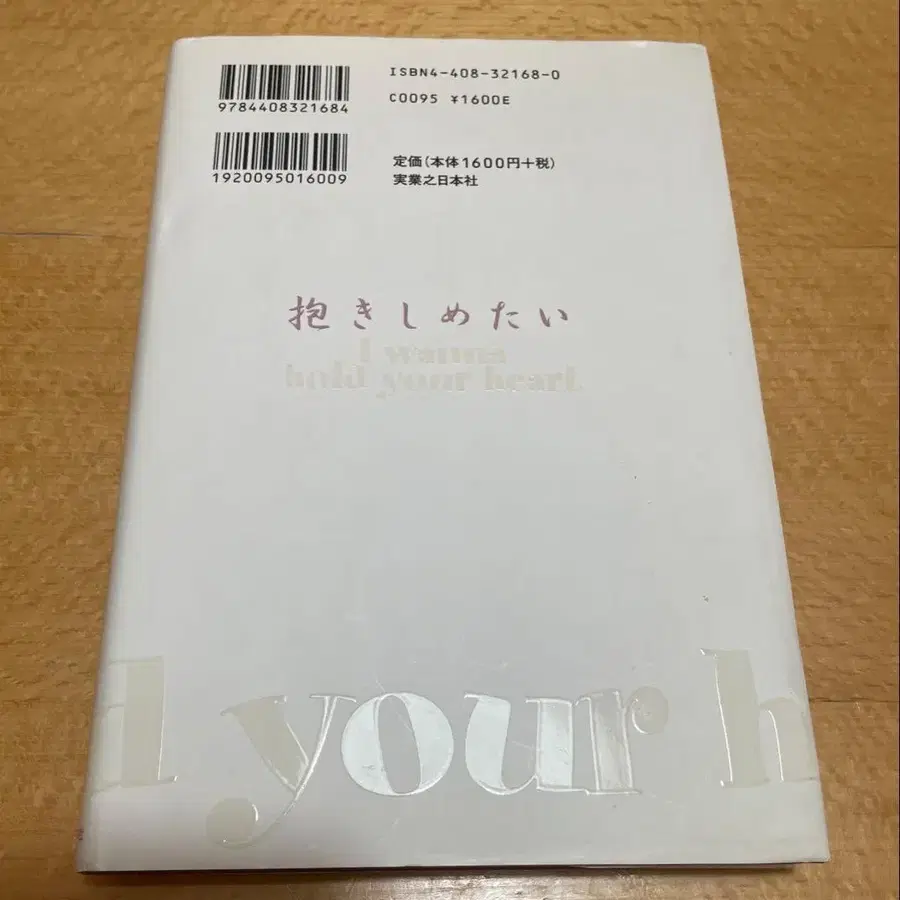 ISBN4-408-32168-0
9784408321684
C0095 ¥1600E
定価(本体1600円+税)
1920095016009
実業之日本社
抱きしめたい
I wanna
hold your heart
d your h